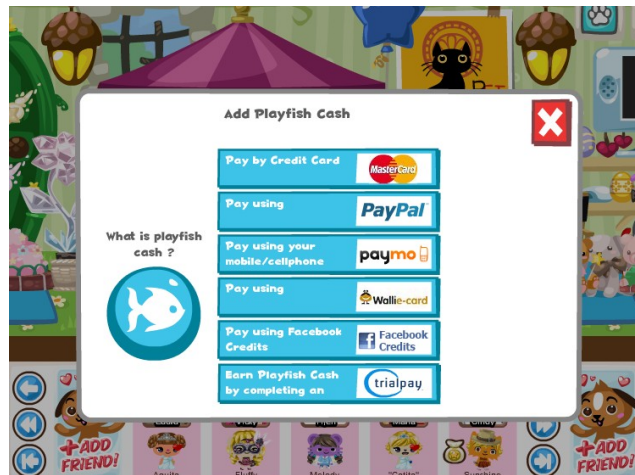 Add Playfish Cash
Pay by Credit Card
MasterCard
Pay using
PayPal
Pay using your
mobile/cellphone
paymo
What is playfish
cash ?
Pay using
Wallie-card
Pay using Facebook
Credits
Facebook
Credits
Earn Playfish Cash
by completing an
trialpay
+ADD
FRIEND!
+ADD
FRIEND!
Fluffy
Melody